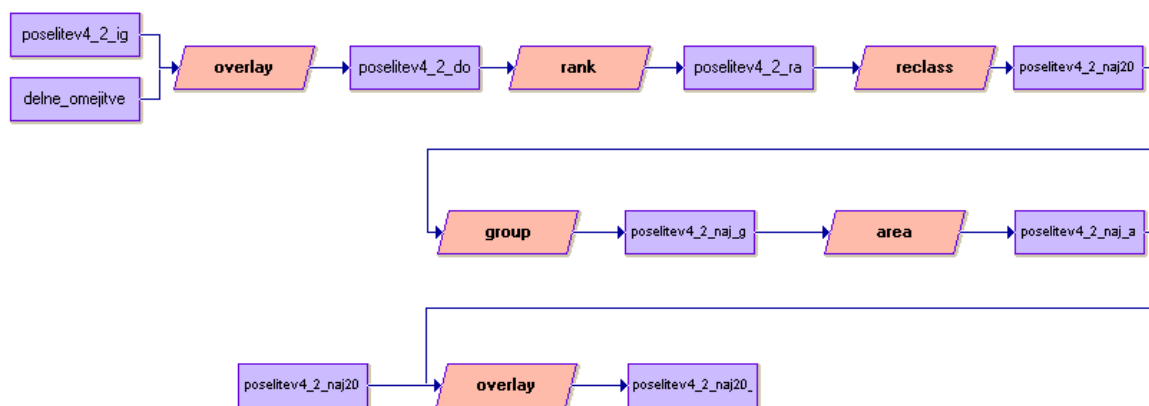 poselitev4_2_ig
delne_omejitve
overlay
poselitev4_2_do
rank
poselitev4_2_ra
reclass
poselitev4_2_naj20
group
poselitev4_2_naj_g
area
poselitev4_2_naj_a
poselitev4_2_naj20
overlay
poselitev4_2_naj20_